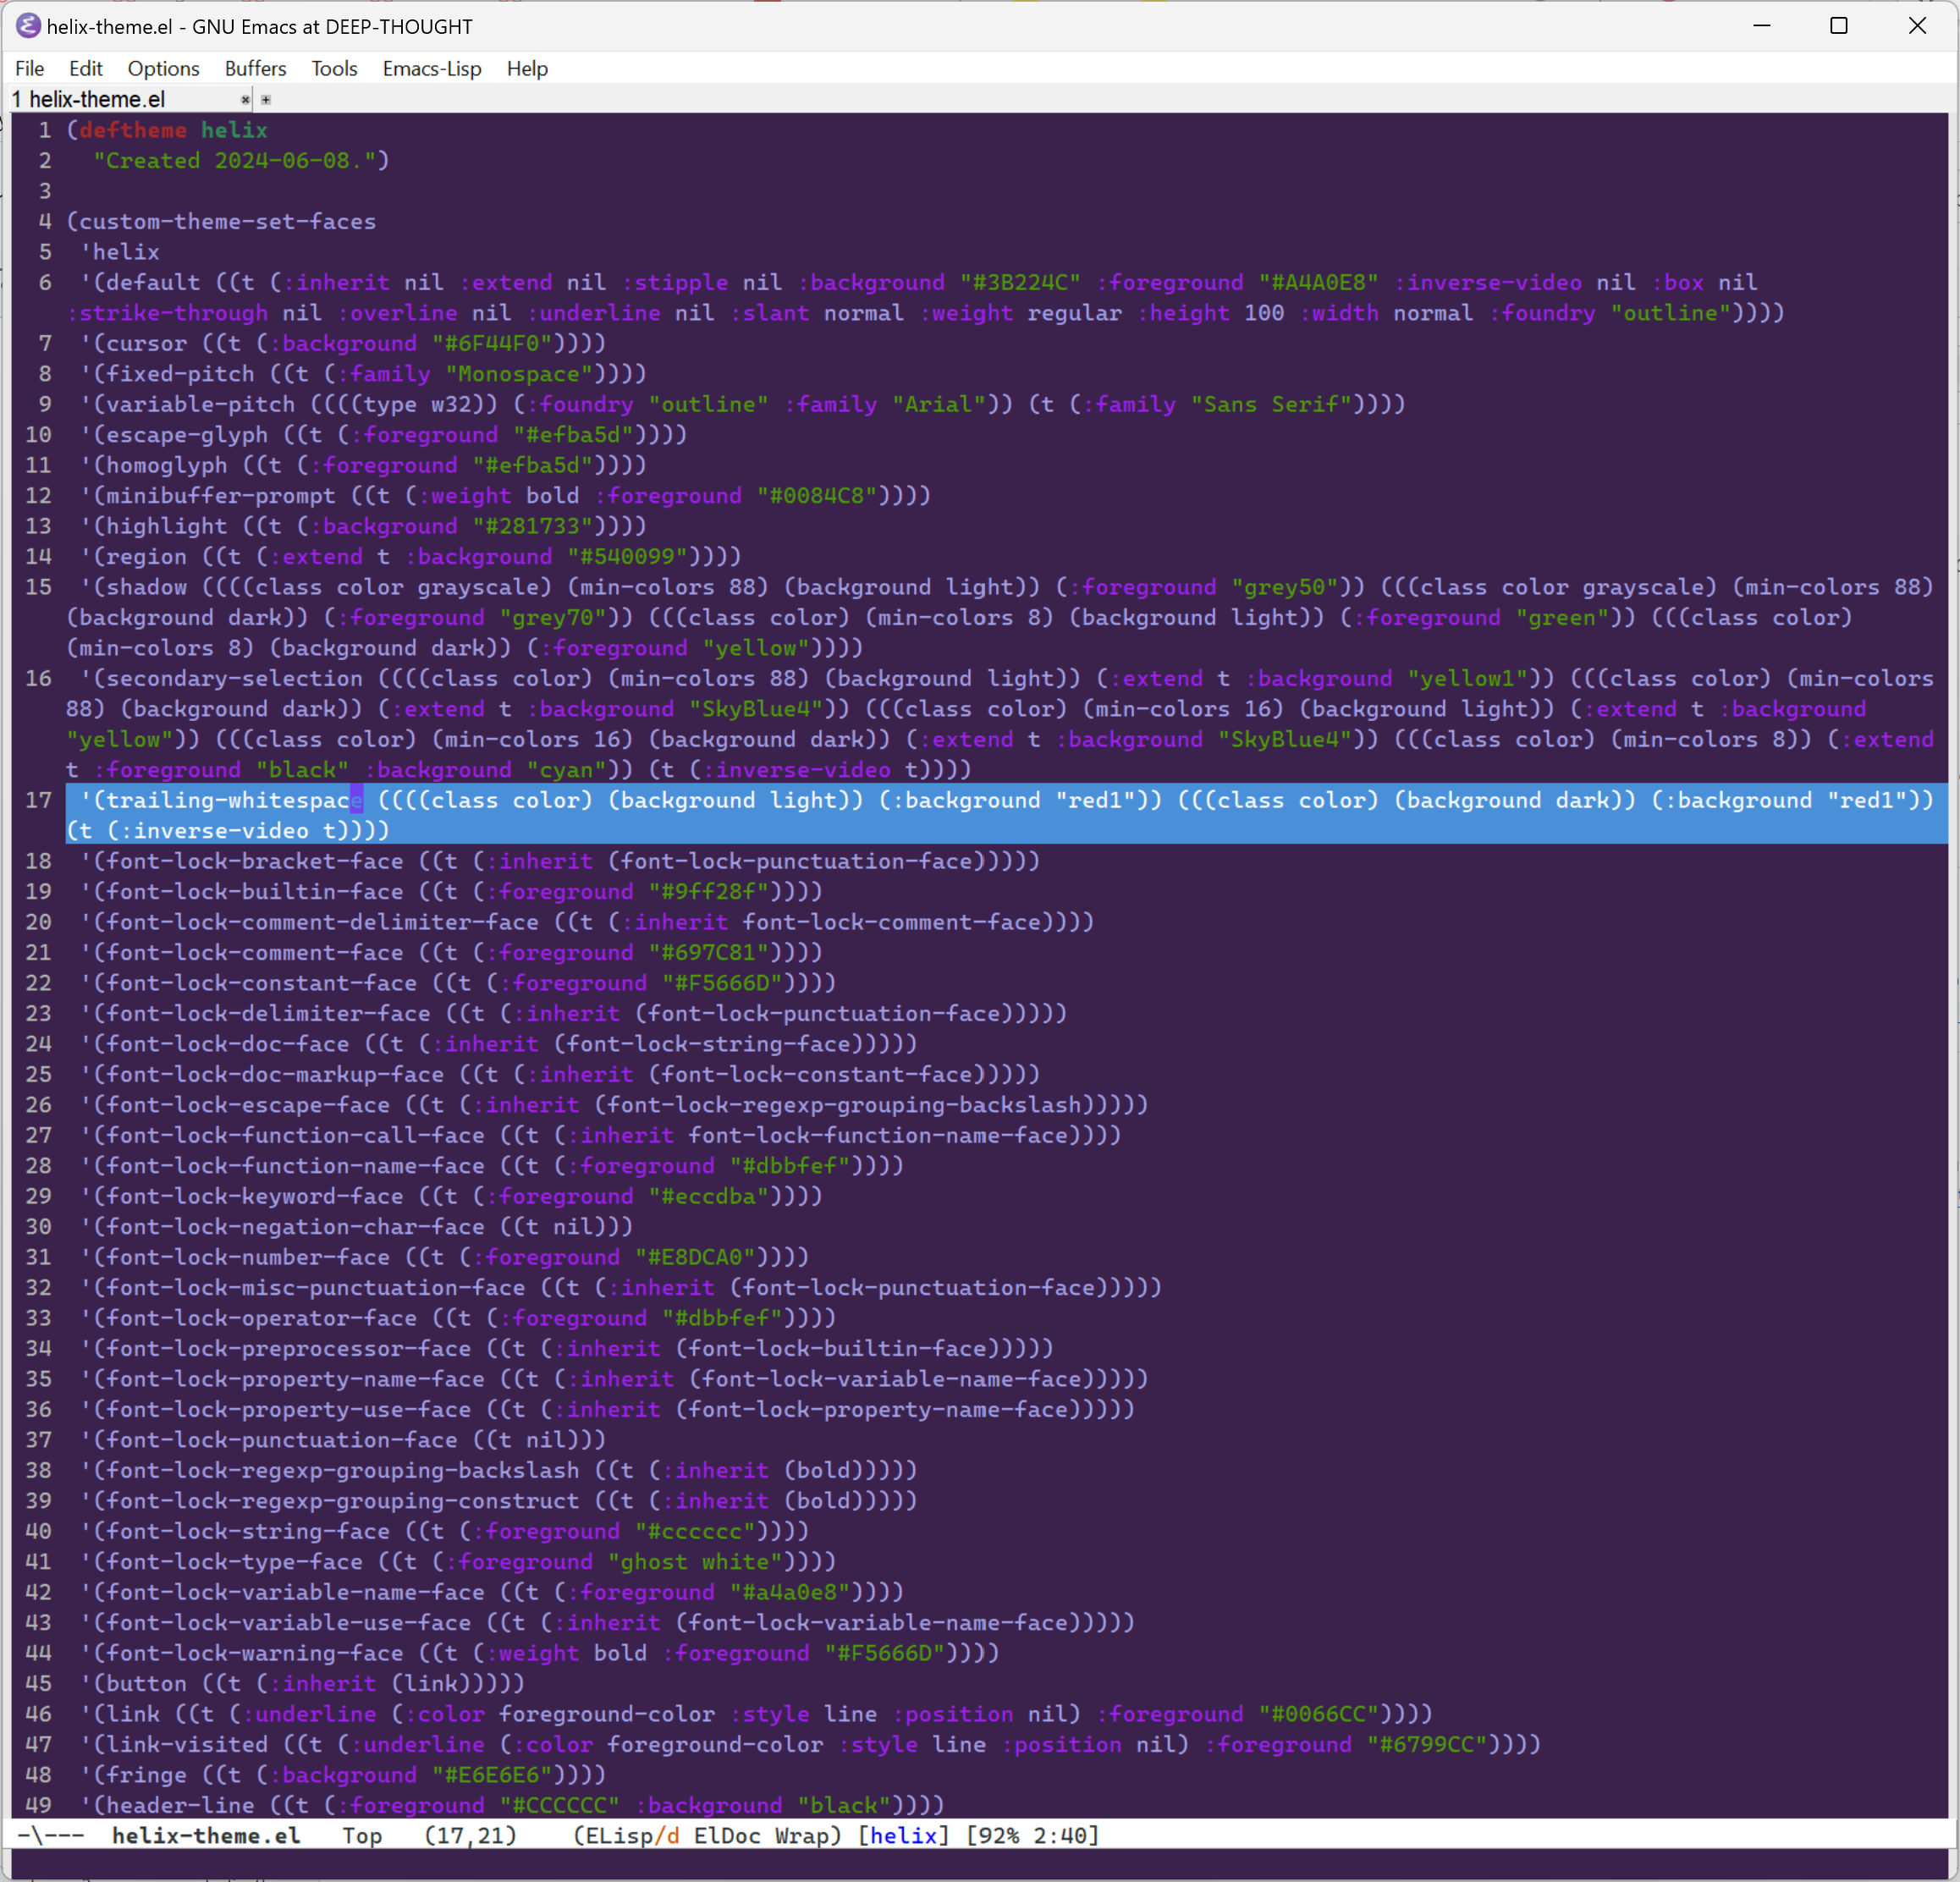 helix-theme.el - GNU Emacs at DEEP-THOUGHT
File Edit Options Buffers Tools Emacs-Lisp Help
1 helix-theme.el
1 (deftheme helix
2   "Created 2024-06-08.")
3
4 (custom-theme-set-faces
5  'helix
6  '(default ((t (:inherit nil :extend nil :stipple nil :background "#3B224C" :foreground "#A4A0E8" :inverse-video nil :box nil
:strike-through nil :overline nil :underline nil :slant normal :weight regular :height 100 :width normal :foundry "outline"))))
7  '(cursor ((t (:background "#6F44F0"))))
8  '(fixed-pitch ((t (:family "Monospace"))))
9  '(variable-pitch ((((type w32)) (:foundry "outline" :family "Arial")) (t (:family "Sans Serif"))))
10  '(escape-glyph ((t (:foreground "#efba5d"))))
11  '(homoglyph ((t (:foreground "#efba5d"))))
12  '(minibuffer-prompt ((t (:weight bold :foreground "#0084C8"))))
13  '(highlight ((t (:background "#281733"))))
14  '(region ((t (:extend t :background "#540099"))))
15  '(shadow ((((class color grayscale) (min-colors 88) (background light)) (:foreground "grey50")) (((class color grayscale) (min-colors 88)
(background dark)) (:foreground "grey70")) (((class color) (min-colors 8) (background light)) (:foreground "green")) (((class color)
(min-colors 8) (background dark)) (:foreground "yellow"))))
16  '(secondary-selection ((((class color) (min-colors 88) (background light)) (:extend t :background "yellow1")) (((class color) (min-colors
88) (background dark)) (:extend t :background "SkyBlue4")) (((class color) (min-colors 16) (background light)) (:extend t :background
"yellow")) (((class color) (min-colors 16) (background dark)) (:extend t :background "SkyBlue4")) (((class color) (min-colors 8)) (:extend
t :foreground "black" :background "cyan")) (t (:inverse-video t))))
17  '(trailing-whitespace ((((class color) (background light)) (:background "red1")) (((class color) (background dark)) (:background "red1"))
(t (:inverse-video t))))
18  '(font-lock-bracket-face ((t (:inherit (font-lock-punctuation-face)))))
19  '(font-lock-builtin-face ((t (:foreground "#9ff28f"))))
20  '(font-lock-comment-delimiter-face ((t (:inherit font-lock-comment-face))))
21  '(font-lock-comment-face ((t (:foreground "#697C81"))))
22  '(font-lock-constant-face ((t (:foreground "#F5666D"))))
23  '(font-lock-delimiter-face ((t (:inherit (font-lock-punctuation-face)))))
24  '(font-lock-doc-face ((t (:inherit (font-lock-string-face)))))
25  '(font-lock-doc-markup-face ((t (:inherit (font-lock-constant-face)))))
26  '(font-lock-escape-face ((t (:inherit (font-lock-regexp-grouping-backslash)))))
27  '(font-lock-function-call-face ((t (:inherit font-lock-function-name-face))))
28  '(font-lock-function-name-face ((t (:foreground "#dbbfef"))))
29  '(font-lock-keyword-face ((t (:foreground "#eccdba"))))
30  '(font-lock-negation-char-face ((t nil)))
31  '(font-lock-number-face ((t (:foreground "#E8DCA0"))))
32  '(font-lock-misc-punctuation-face ((t (:inherit (font-lock-punctuation-face)))))
33  '(font-lock-operator-face ((t (:foreground "#dbbfef"))))
34  '(font-lock-preprocessor-face ((t (:inherit (font-lock-builtin-face)))))
35  '(font-lock-property-name-face ((t (:inherit (font-lock-variable-name-face)))))
36  '(font-lock-property-use-face ((t (:inherit (font-lock-property-name-face)))))
37  '(font-lock-punctuation-face ((t nil)))
38  '(font-lock-regexp-grouping-backslash ((t (:inherit (bold)))))
39  '(font-lock-regexp-grouping-construct ((t (:inherit (bold)))))
40  '(font-lock-string-face ((t (:foreground "#cccccc"))))
41  '(font-lock-type-face ((t (:foreground "ghost white"))))
42  '(font-lock-variable-name-face ((t (:foreground "#a4a0e8"))))
43  '(font-lock-variable-use-face ((t (:inherit (font-lock-variable-name-face)))))
44  '(font-lock-warning-face ((t (:weight bold :foreground "#F5666D"))))
45  '(button ((t (:inherit (link)))))
46  '(link ((t (:underline (:color foreground-color :style line :position nil) :foreground "#0066CC"))))
47  '(link-visited ((t (:underline (:color foreground-color :style line :position nil) :foreground "#6799CC"))))
48  '(fringe ((t (:background "#E6E6E6"))))
49  '(header-line ((t (:foreground "#CCCCCC" :background "black"))))
-\---  helix-theme.el   Top   (17,21)    (ELisp/d ElDoc Wrap) [helix] [92% 2:40]